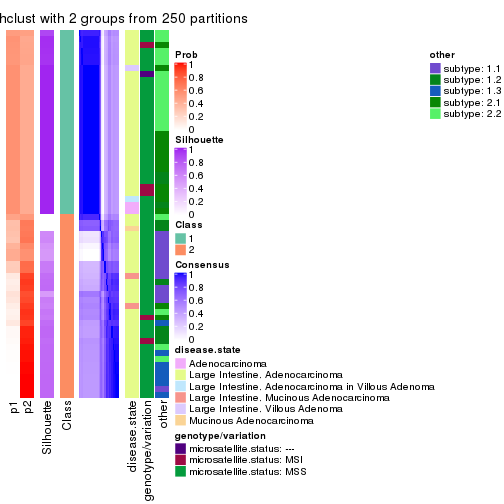 hclust with 2 groups from 250 partitions
Prob
1
0.8
0.6
0.4
0.2
0
Silhouette
1
0.8
0.6
0.4
0.2
0
Class
1
2
Consensus
1
0.8
0.6
0.4
0.2
0
disease.state
Adenocarcinoma
Large Intestine, Adenocarcinoma
Large Intestine, Adenocarcinoma in Villous Adenoma
Large Intestine, Mucinous Adenocarcinoma
Large Intestine, Villous Adenoma
Mucinous Adenocarcinoma
genotype/variation
microsatellite.status: ---
microsatellite.status: MSI
microsatellite.status: MSS
other
subtype: 1.1
subtype: 1.2
subtype: 1.3
subtype: 2.1
subtype: 2.2
p1
p2
Silhouette
Class
disease.state
genotype/variation
other